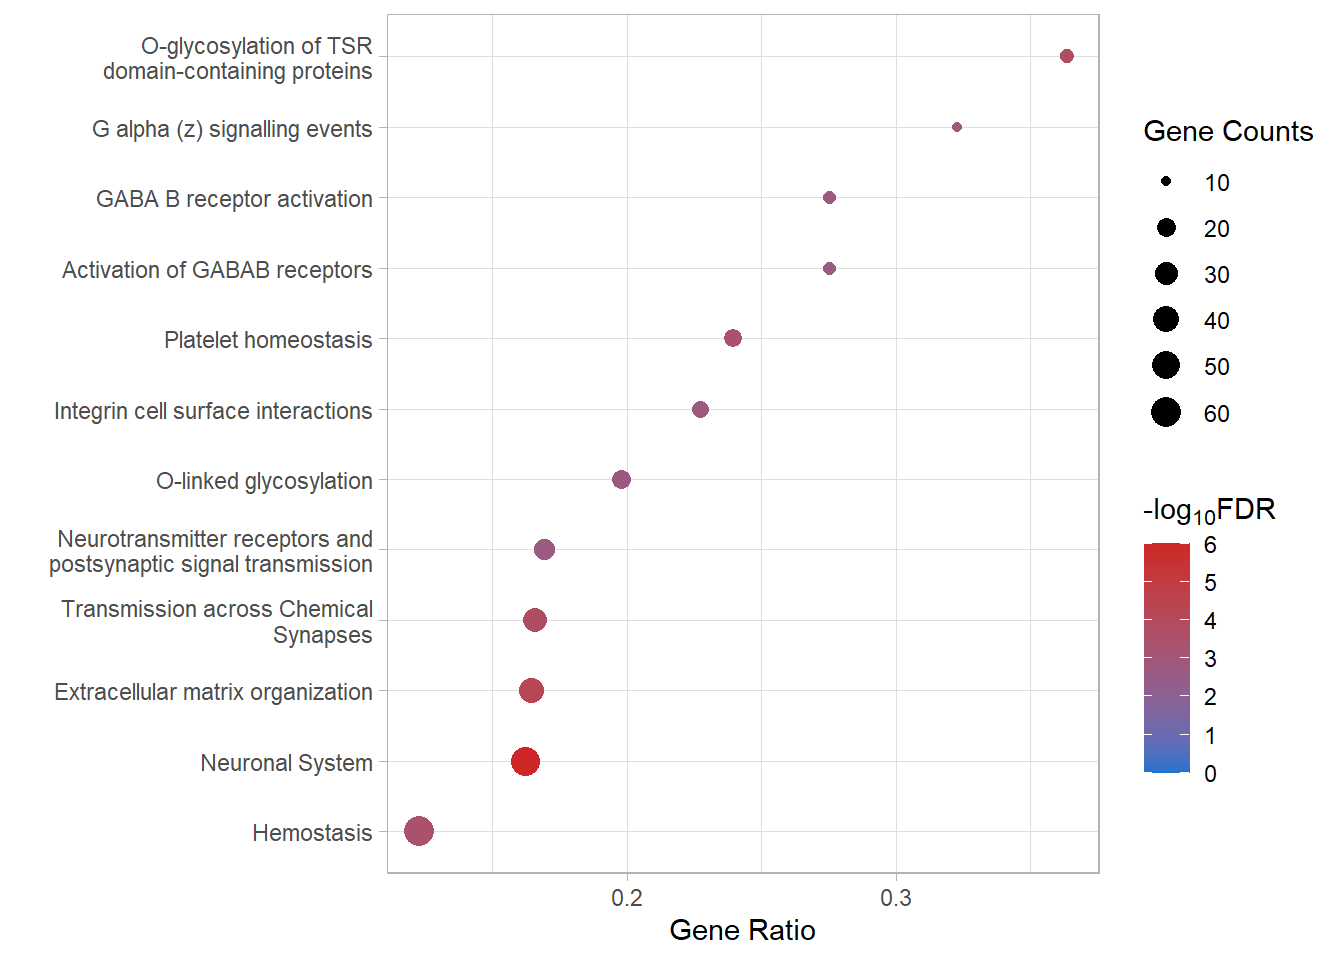 O-glycosylation of TSR
domain-containing proteins
G alpha (z) signalling events
GABA B receptor activation
Activation of GABAB receptors
Platelet homeostasis
Integrin cell surface interactions
O-linked glycosylation
Neurotransmitter receptors and
postsynaptic signal transmission
Transmission across Chemical
Synapses
Extracellular matrix organization
Neuronal System
Hemostasis
0.2
0.3
Gene Ratio
Gene Counts
10
20
30
40
50
60
-log₁₀FDR
6
5
4
3
2
1
0